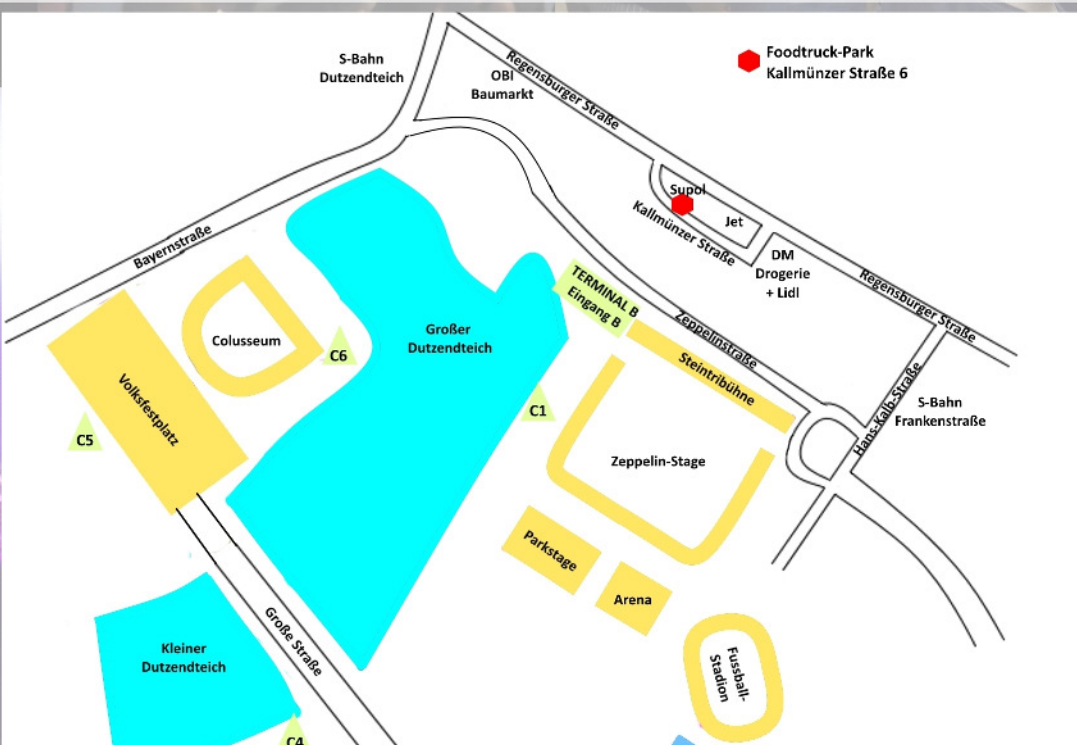 S-Bahn
Dutzendteich
OBI
Baumarkt
Regensburger Straße
Foodtruck-Park
Kallmünzer Straße 6
Supol
Jet
Kallmünzer Straße
DM
Drogerie
+ Lidl
Regensburger Straße
Bayernstraße
TERMINAL B
Eingang B
Zeppelinstraße
Steintribühne
Großer
Dutzendteich
Colusseum
C6
C1
Volksfestplatz
C5
Hans-Kalb-Straße
S-Bahn
Frankenstraße
Zeppelin-Stage
Parkstage
Arena
Große Straße
Kleiner
Dutzendteich
Fussball-
Stadion
C4